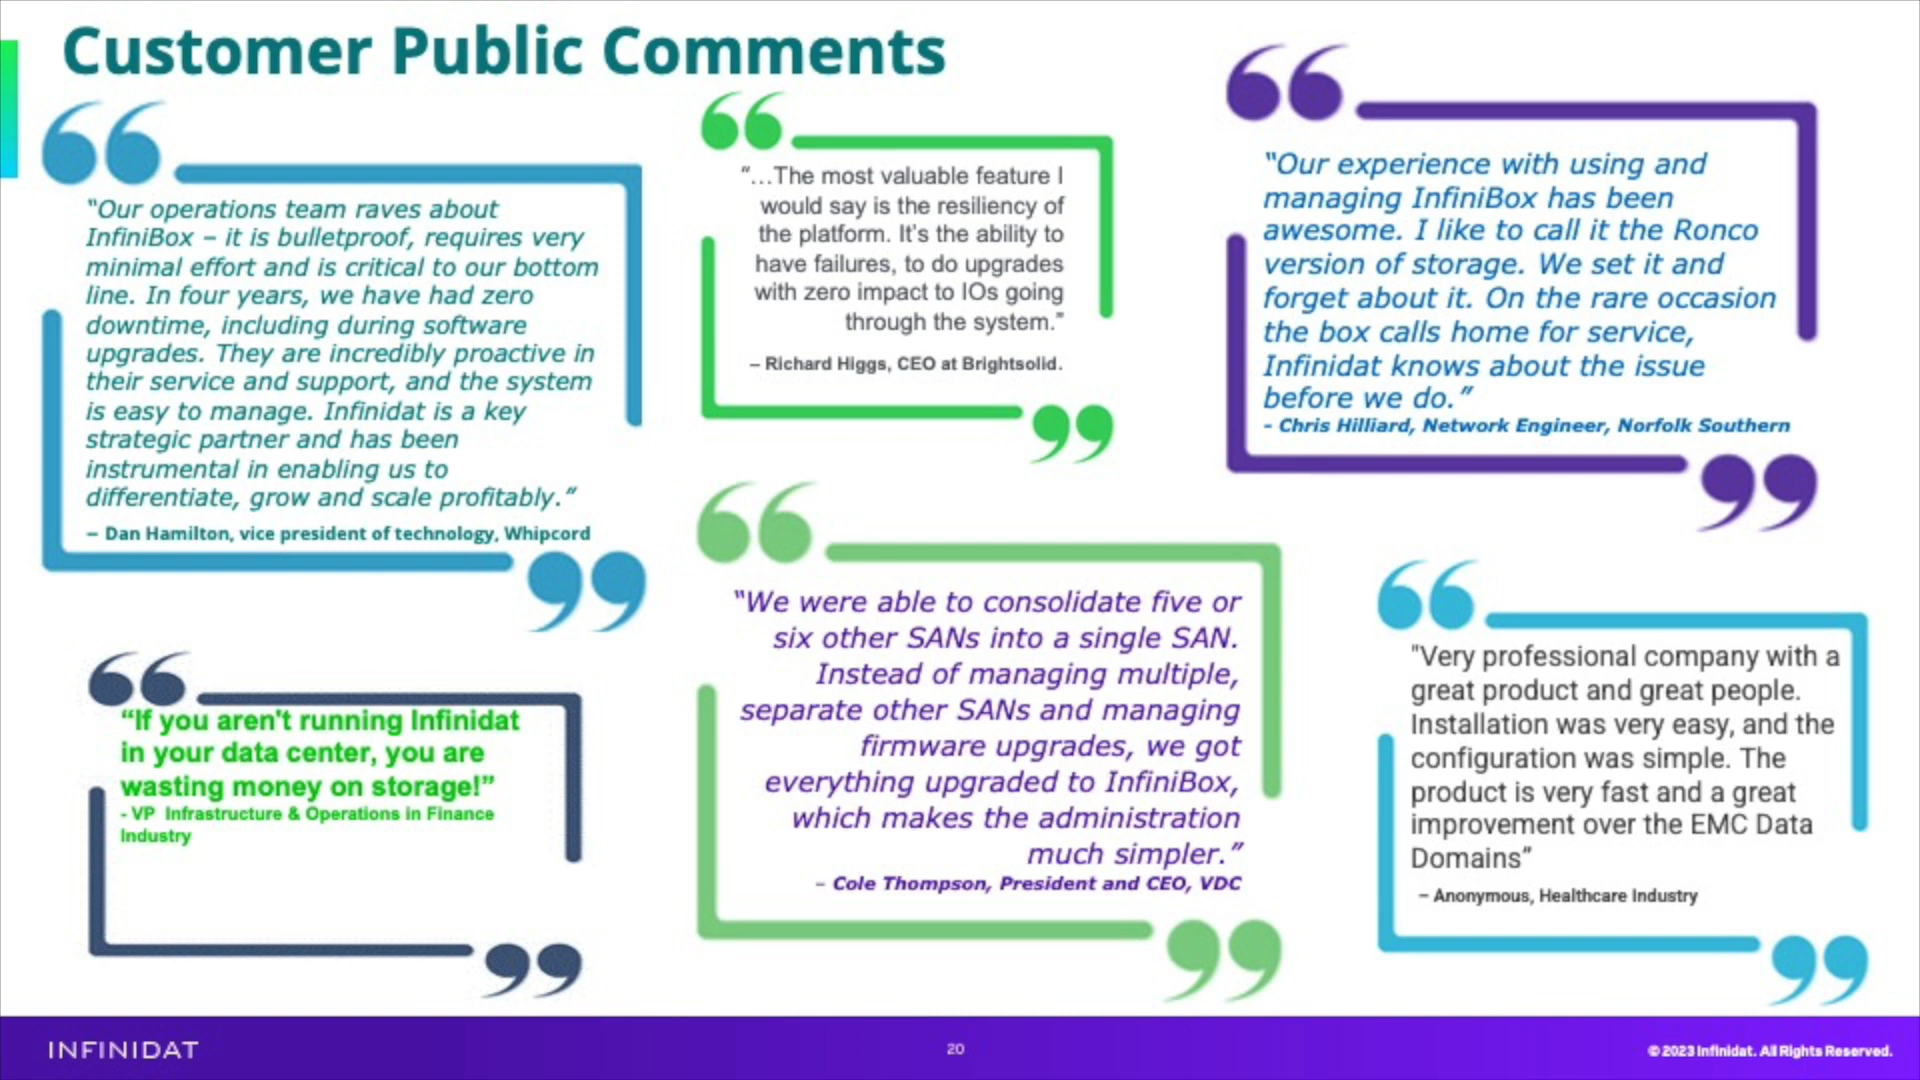 Customer Public Comments
“Our operations team raves about
InfiniBox – it is bulletproof, requires very
minimal effort and is critical to our bottom
line. In four years, we have had zero
downtime, including during software
upgrades. They are incredibly proactive in
their service and support, and the system
is easy to manage. Infinidat is a key
strategic partner and has been
instrumental in enabling us to
differentiate, grow and scale profitably.”
– Dan Hamilton, vice president of technology, Whipcord
“…The most valuable feature I
would say is the resiliency of
the platform. It's the ability to
have failures, to do upgrades
with zero impact to IOs going
through the system.”
– Richard Higgs, CEO at Brightsolid.
“Our experience with using and
managing InfiniBox has been
awesome. I like to call it the Ronco
version of storage. We set it and
forget about it. On the rare occasion
the box calls home for service,
Infinidat knows about the issue
before we do.”
- Chris Hilliard, Network Engineer, Norfolk Southern
“If you aren't running Infinidat
in your data center, you are
wasting money on storage!”
- VP Infrastructure & Operations in Finance
Industry
“We were able to consolidate five or
six other SANs into a single SAN.
Instead of managing multiple,
separate other SANs and managing
firmware upgrades, we got
everything upgraded to InfiniBox,
which makes the administration
much simpler.”
– Cole Thompson, President and CEO, VDC
"Very professional company with a
great product and great people.
Installation was very easy, and the
configuration was simple. The
product is very fast and a great
improvement over the EMC Data
Domains”
– Anonymous, Healthcare Industry
INFINIDAT
20
© 2023 Infinidat. All Rights Reserved.